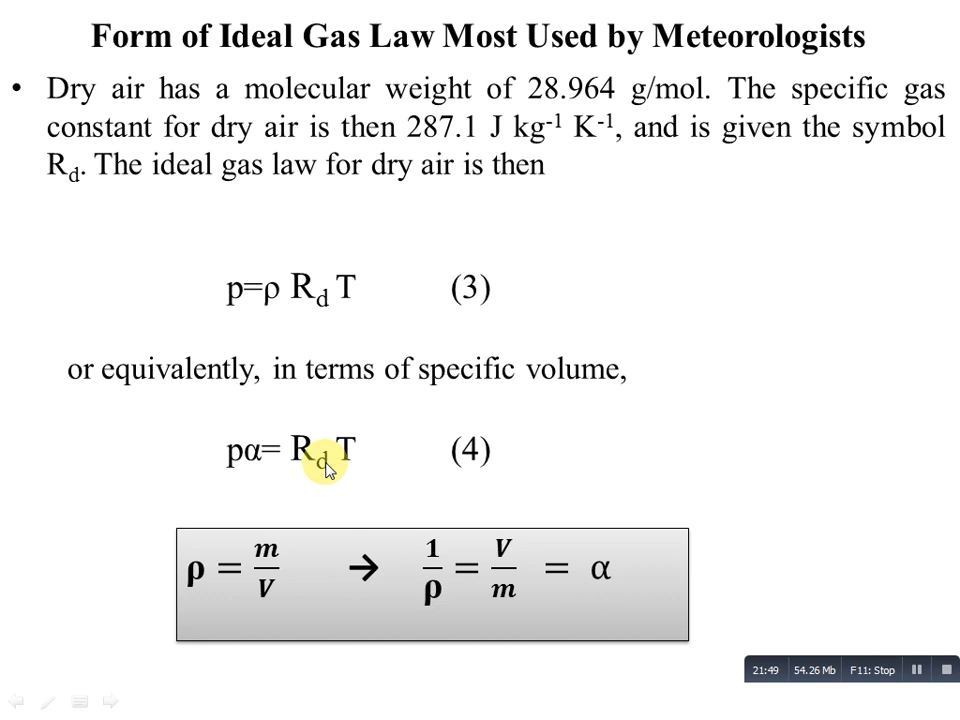 Form of Ideal Gas Law Most Used by Meteorologists
• Dry air has a molecular weight of 28.964 g/mol. The specific gas
constant for dry air is then 287.1 J kg⁻¹ K⁻¹, and is given the symbol
R_d. The ideal gas law for dry air is then
p=ρ R_d T (3)
or equivalently, in terms of specific volume,
pα= R_d T (4)
ρ = m/V → 1/ρ = V/m = α
21:49 54.26 Mb F11: Stop